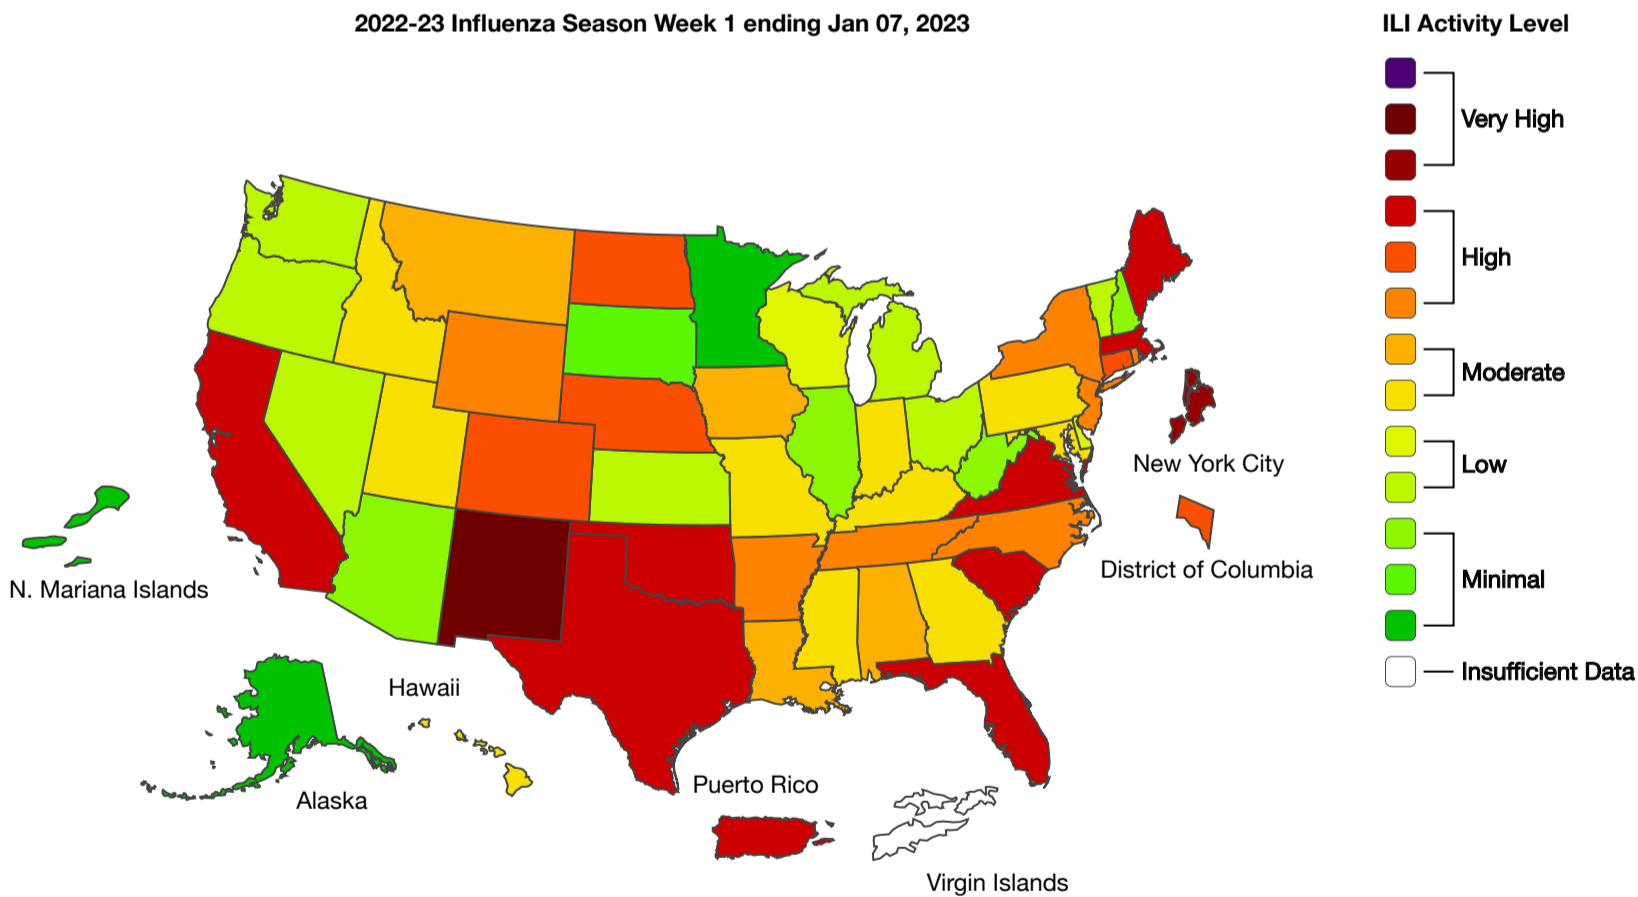 2022-23 Influenza Season Week 1 ending Jan 07, 2023
ILI Activity Level
Very High
High
Moderate
Low
Minimal
Insufficient Data
New York City
District of Columbia
N. Mariana Islands
Hawaii
Alaska
Puerto Rico
Virgin Islands